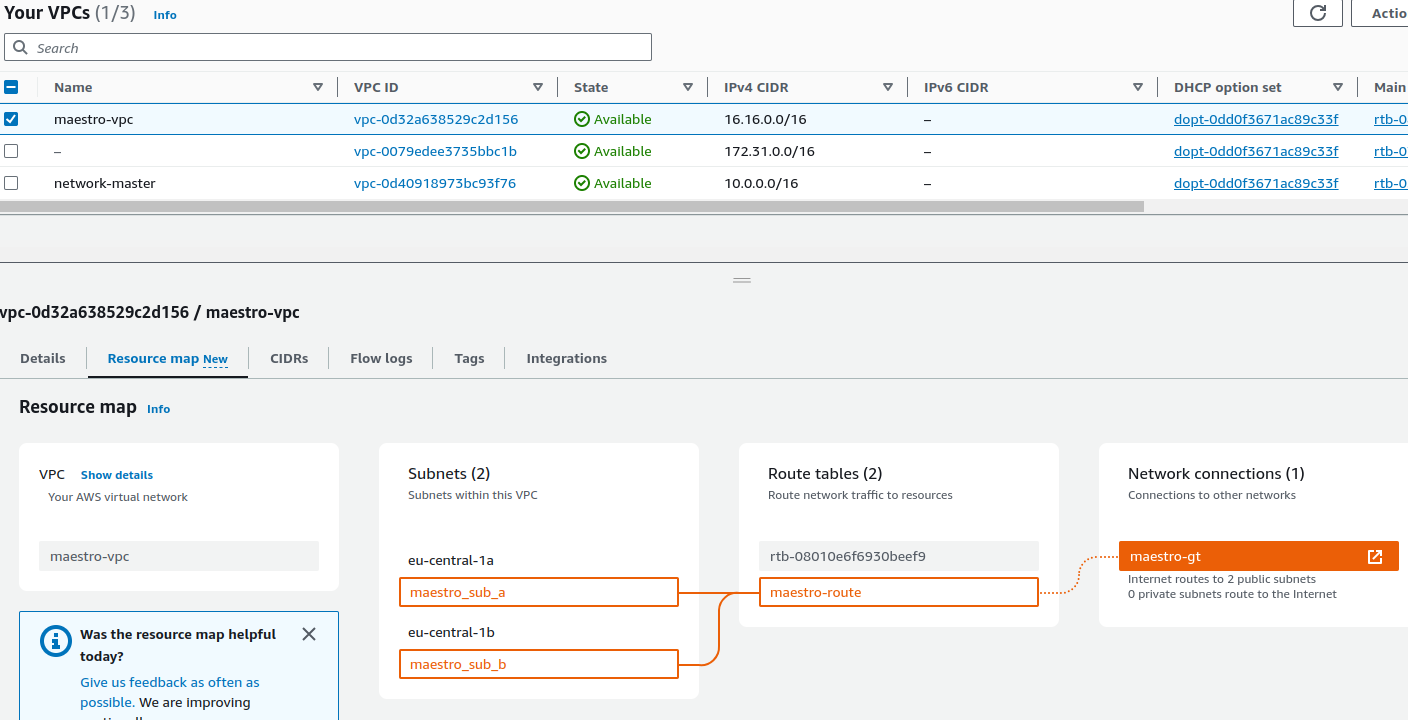 Your VPCs (1/3) Info
Actio
Search
Name VPC ID State IPv4 CIDR IPv6 CIDR DHCP option set Main
maestro-vpc vpc-0d32a638529c2d156 Available 16.16.0.0/16 – dopt-0dd0f3671ac89c33f rtb-0
– vpc-0079edee3735bbc1b Available 172.31.0.0/16 – dopt-0dd0f3671ac89c33f rtb-0
network-master vpc-0d40918973bc93f76 Available 10.0.0.0/16 – dopt-0dd0f3671ac89c33f rtb-0
vpc-0d32a638529c2d156 / maestro-vpc
Details Resource map New CIDRs Flow logs Tags Integrations
Resource map Info
VPC Show details
Your AWS virtual network
maestro-vpc
Was the resource map helpful
today?
Give us feedback as often as
possible. We are improving
Subnets (2)
Subnets within this VPC
eu-central-1a
maestro_sub_a
eu-central-1b
maestro_sub_b
Route tables (2)
Route network traffic to resources
rtb-08010e6f6930beef9
maestro-route
Network connections (1)
Connections to other networks
maestro-gt
Internet routes to 2 public subnets
0 private subnets route to the Internet